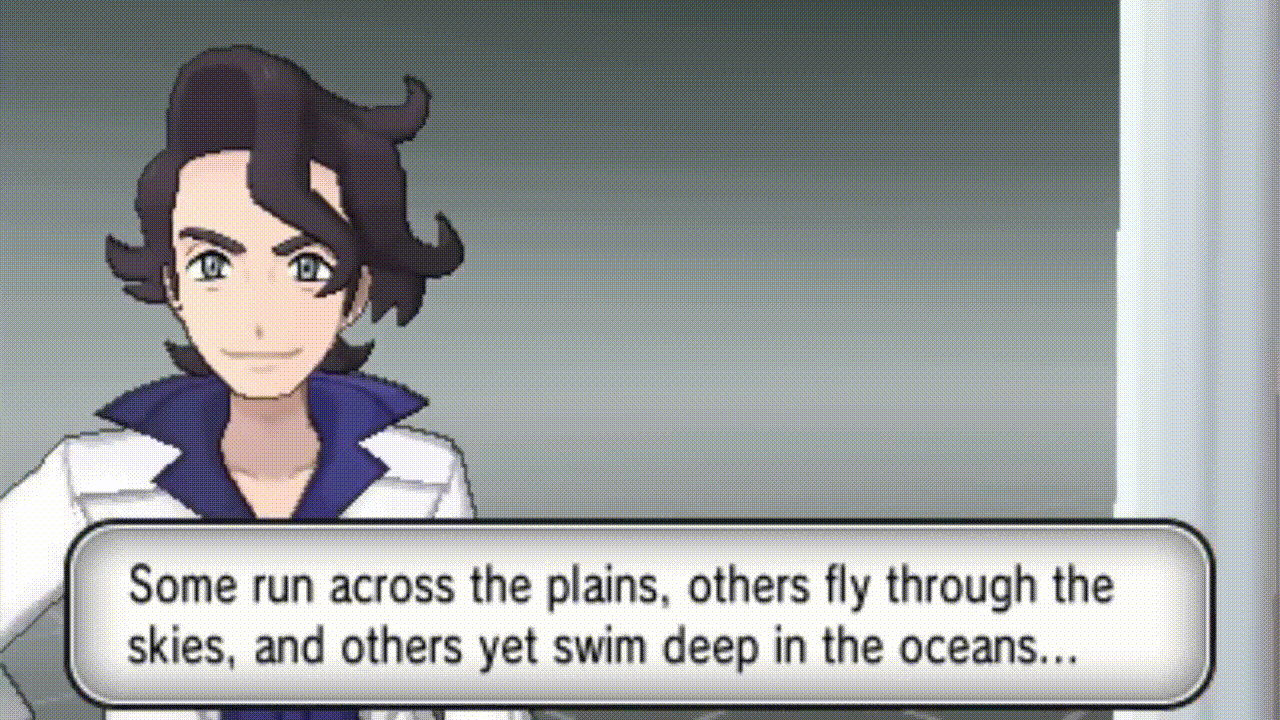 Some run across the plains, others fly through the
skies, and others yet swim deep in the oceans...